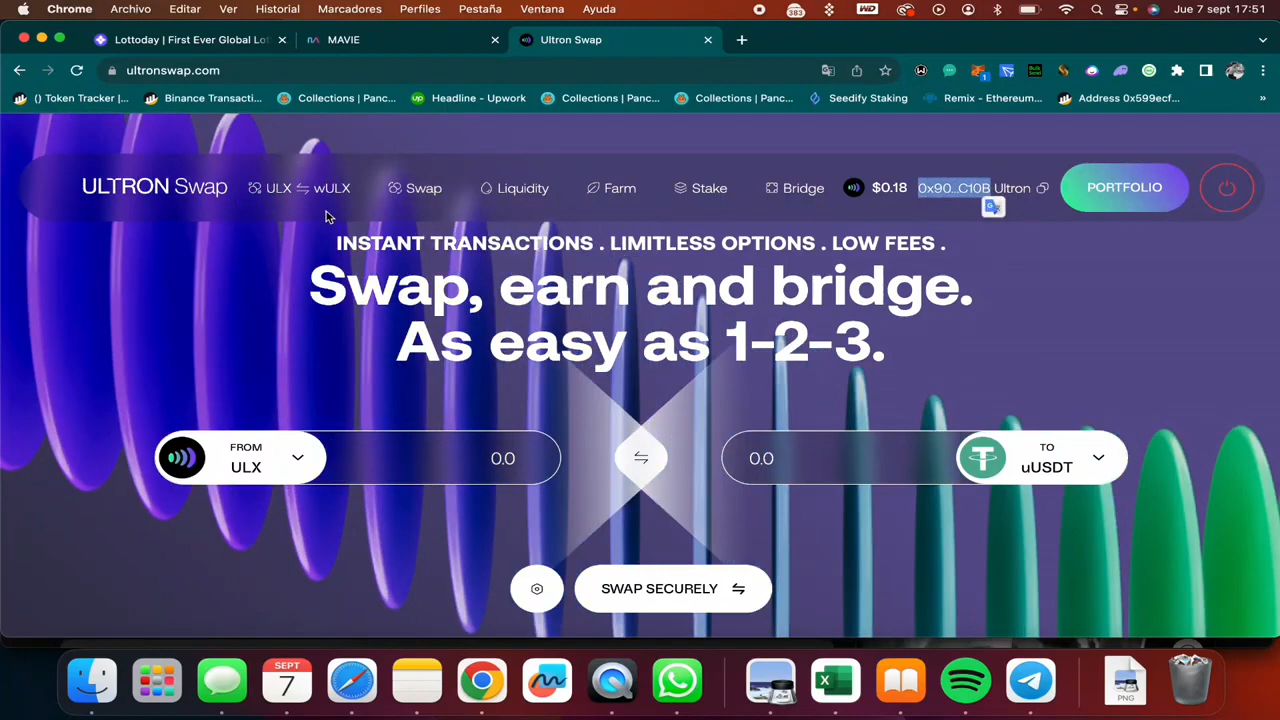 Chrome Archivo Editar Ver Historial Marcadores Perfiles Pestaña Ventana Ayuda 383 WD Jue 7 sept 17:51
Lottoday | First Ever Global Lot MAVIE Ultron Swap
ultronswap.com
() Token Tracker |... Binance Transacti... Collections | Panc... Headline - Upwork Collections | Panc... Collections | Panc... Seedify Staking Remix - Ethereum... Address 0x599ecf... »
ULTRON Swap ULX ⇋ wULX Swap Liquidity Farm Stake Bridge $0.18 0x90...C10B Ultron PORTFOLIO
INSTANT TRANSACTIONS . LIMITLESS OPTIONS . LOW FEES .
Swap, earn and bridge.
As easy as 1-2-3.
FROM
ULX 0.0 0.0
TO
uUSDT
SWAP SECURELY
SEPT
7
PNG